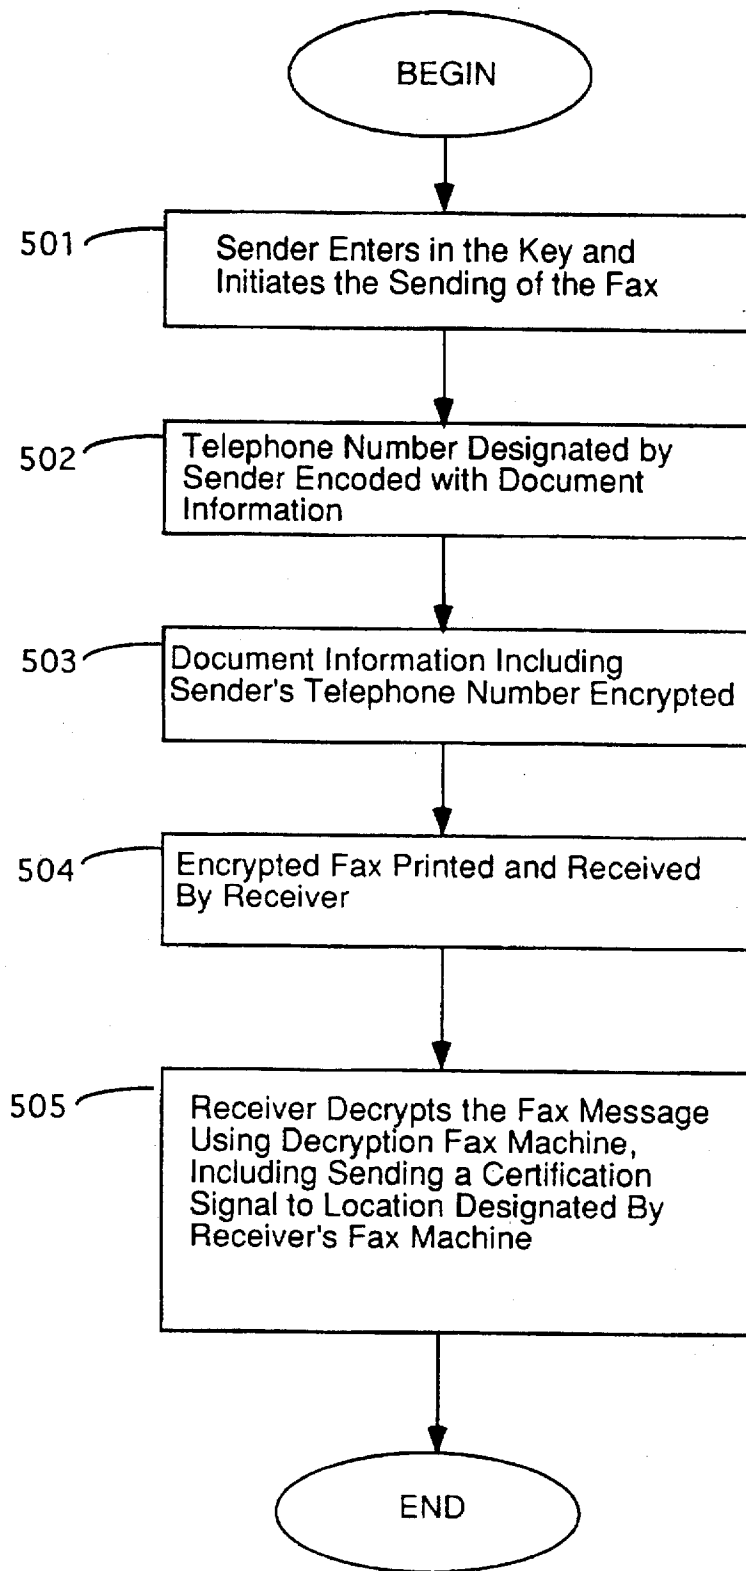 BEGIN
501
Sender Enters in the Key and
Initiates the Sending of the Fax
502
Telephone Number Designated by
Sender Encoded with Document
Information
503
Document Information Including
Sender's Telephone Number Encrypted
504
Encrypted Fax Printed and Received
By Receiver
505
Receiver Decrypts the Fax Message
Using Decryption Fax Machine,
Including Sending a Certification
Signal to Location Designated By
Receiver's Fax Machine
END